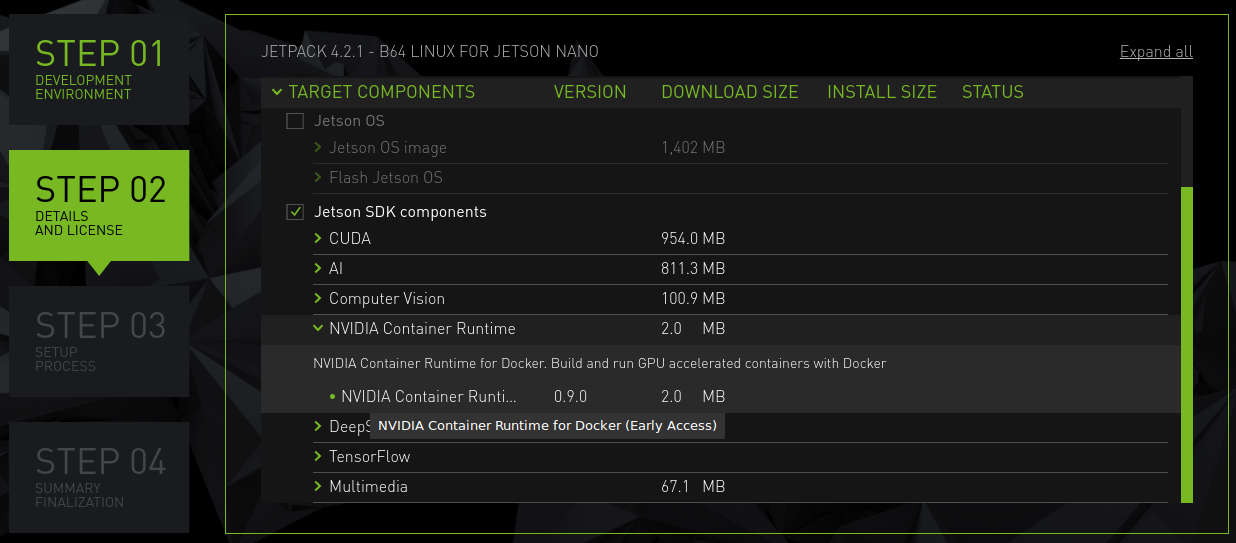 STEP 01
DEVELOPMENT
ENVIRONMENT
STEP 02
DETAILS
AND LICENSE
STEP 03
SETUP
PROCESS
STEP 04
SUMMARY
FINALIZATION
JETPACK 4.2.1 - B64 LINUX FOR JETSON NANO Expand all
TARGET COMPONENTS VERSION DOWNLOAD SIZE INSTALL SIZE STATUS
Jetson OS
Jetson OS image 1,402 MB
Flash Jetson OS
Jetson SDK components
CUDA 954.0 MB
AI 811.3 MB
Computer Vision 100.9 MB
NVIDIA Container Runtime 2.0 MB
NVIDIA Container Runtime for Docker. Build and run GPU accelerated containers with Docker
NVIDIA Container Runti... 0.9.0 2.0 MB
DeepS
NVIDIA Container Runtime for Docker (Early Access)
TensorFlow
Multimedia 67.1 MB